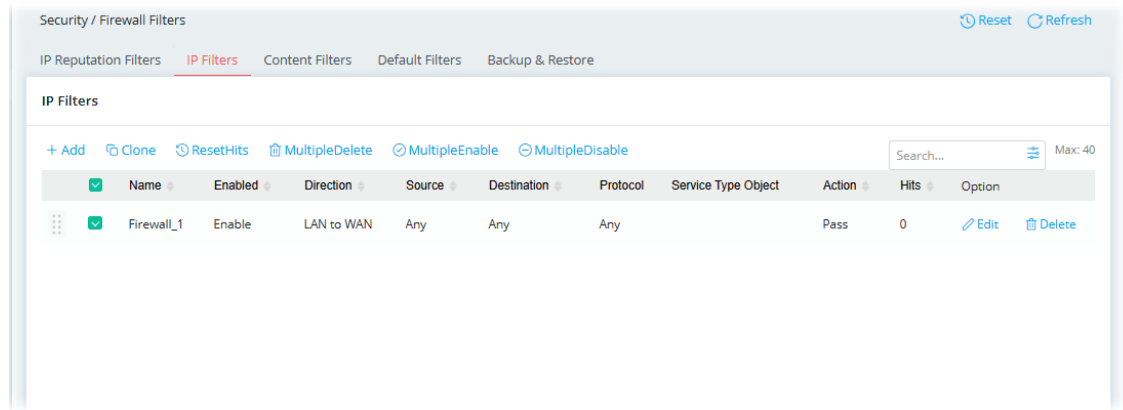 Security / Firewall Filters Reset Refresh
IP Reputation Filters IP Filters Content Filters Default Filters Backup & Restore
IP Filters
+ Add Clone ResetHits MultipleDelete MultipleEnable MultipleDisable Search... Max: 40
Name Enabled Direction Source Destination Protocol Service Type Object Action Hits Option
Firewall_1 Enable LAN to WAN Any Any Any Pass 0 Edit Delete